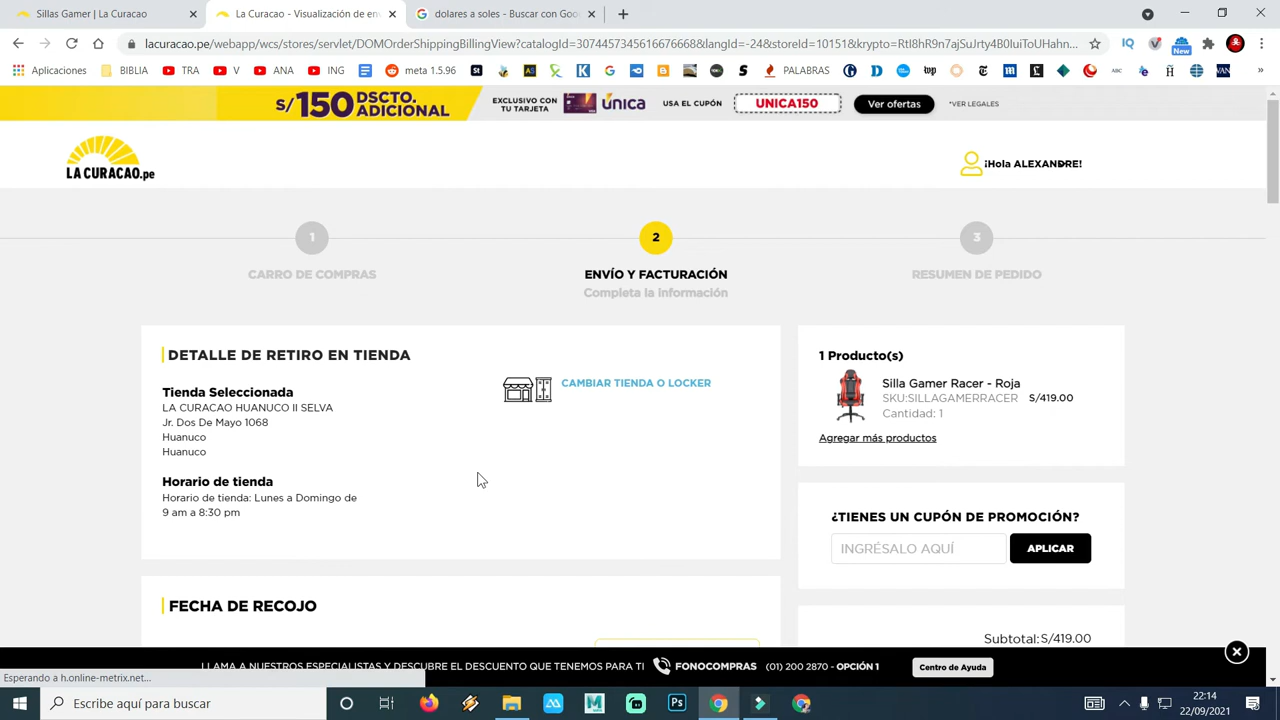 Sillas Gamer | La Curacao
La Curacao - Visualización de en
dolares a soles - Buscar con Goo
lacuracao.pe/webapp/wcs/stores/servlet/DOMOrderShippingBillingView?catalogId=3074457345616676668&langId=-24&storeId=10151&krypto=
Aplicaciones
BIBLIA
TRA
V
ANA
ING
meta 1.5.96
PALABRAS
New
S/150 DSCTO. ADICIONAL
EXCLUSIVO CON TU TARJETA única
USA EL CUPÓN UNICA150
Ver ofertas
*VER LEGALES
LA CURACAO.pe
¡Hola ALEXANDRE!
1
2
3
CARRO DE COMPRAS
ENVÍO Y FACTURACIÓN
RESUMEN DE PEDIDO
Completa la información
DETALLE DE RETIRO EN TIENDA
Tienda Seleccionada
CAMBIAR TIENDA O LOCKER
LA CURACAO HUANUCO II SELVA
Jr. Dos De Mayo 1068
Huanuco
Huanuco
Horario de tienda
Horario de tienda: Lunes a Domingo de
9 am a 8:30 pm
FECHA DE RECOJO
1 Producto(s)
Silla Gamer Racer - Roja
SKU:SILLAGAMERRACER S/419.00
Cantidad: 1
Agregar más productos
¿TIENES UN CUPÓN DE PROMOCIÓN?
INGRÉSALO AQUÍ
APLICAR
Subtotal: S/419.00
LLAMA A NUESTROS ESPECIALISTAS Y DESCUBRE EL DESCUENTO QUE TENEMOS PARA TI
FONOCOMPRAS (01) 200 2870 - OPCIÓN 1
Centro de Ayuda
Esperando a h.online-metrix.net...
Escribe aquí para buscar
22:14
22/09/2021